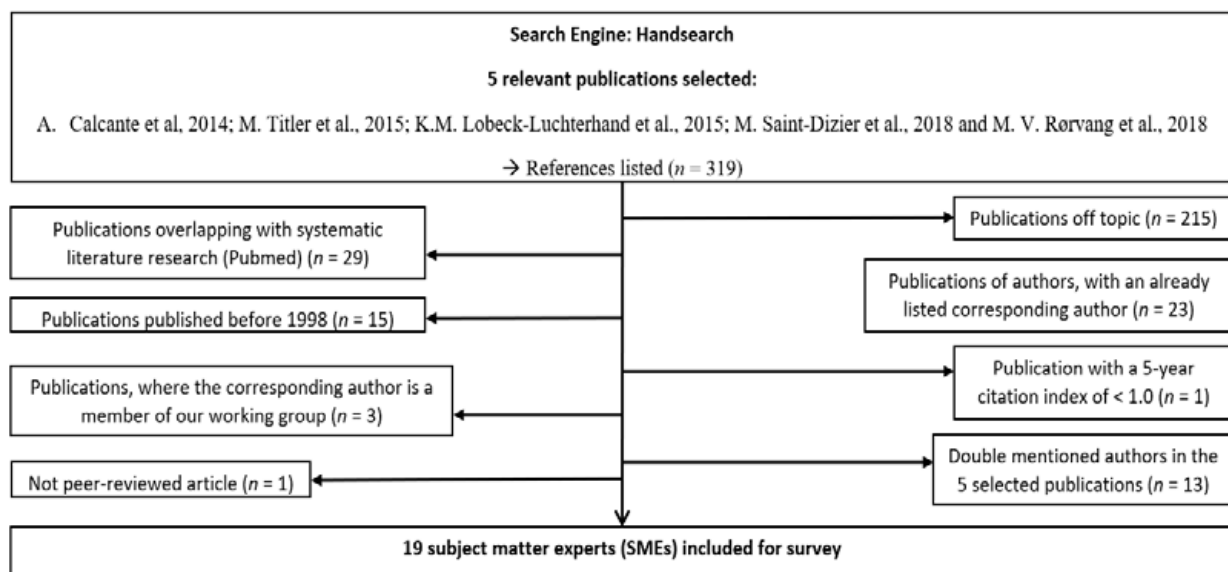 Search Engine: Handsearch
5 relevant publications selected:
A. Calcante et al, 2014; M. Titler et al., 2015; K.M. Lobeck-Luchterhand et al., 2015; M. Saint-Dizier et al., 2018 and M. V. Rørvang et al., 2018
→ References listed (n = 319)
Publications overlapping with systematic
literature research (Pubmed) (n = 29)
Publications off topic (n = 215)
Publications published before 1998 (n = 15)
Publications of authors, with an already
listed corresponding author (n = 23)
Publications, where the corresponding author is a
member of our working group (n = 3)
Publication with a 5-year
citation index of < 1.0 (n = 1)
Not peer-reviewed article (n = 1)
Double mentioned authors in the
5 selected publications (n = 13)
19 subject matter experts (SMEs) included for survey